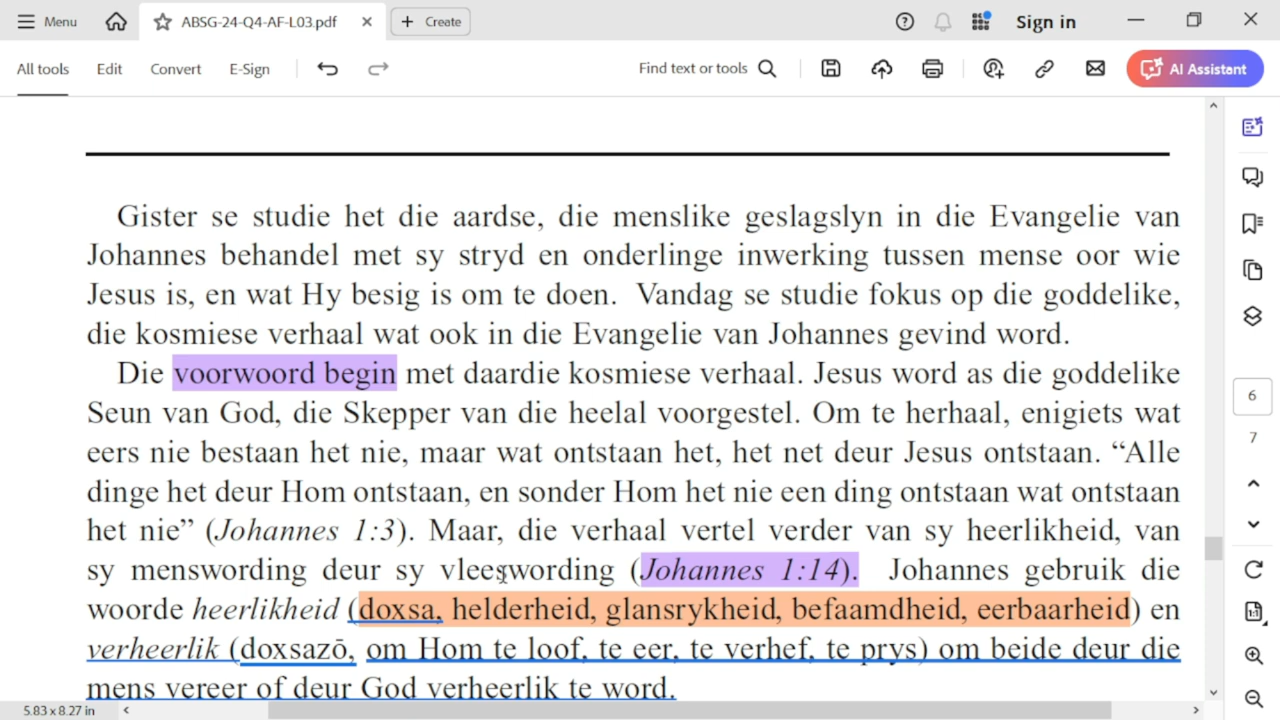 Menu
ABSG-24-Q4-AF-L03.pdf
Create
Sign in
All tools
Edit
Convert
E-Sign
Find text or tools
AI Assistant
Gister se studie het die aardse, die menslike geslagslyn in die Evangelie van
Johannes behandel met sy stryd en onderlinge inwerking tussen mense oor wie
Jesus is, en wat Hy besig is om te doen. Vandag se studie fokus op die goddelike,
die kosmiese verhaal wat ook in die Evangelie van Johannes gevind word.
Die voorwoord begin met daardie kosmiese verhaal. Jesus word as die goddelike
Seun van God, die Skepper van die heelal voorgestel. Om te herhaal, enigiets wat
eers nie bestaan het nie, maar wat ontstaan het, het net deur Jesus ontstaan. “Alle
dinge het deur Hom ontstaan, en sonder Hom het nie een ding ontstaan wat ontstaan
het nie” (Johannes 1:3). Maar, die verhaal vertel verder van sy heerlikheid, van
sy menswording deur sy vleeswording (Johannes 1:14). Johannes gebruik die
woorde heerlikheid (doxsa, helderheid, glansrykheid, befaamdheid, eerbaarheid) en
verheerlik (doxsazō, om Hom te loof, te eer, te verhef, te prys) om beide deur die
mens vereer of deur God verheerlik te word.
6
7
1:1
5.83 x 8.27 in